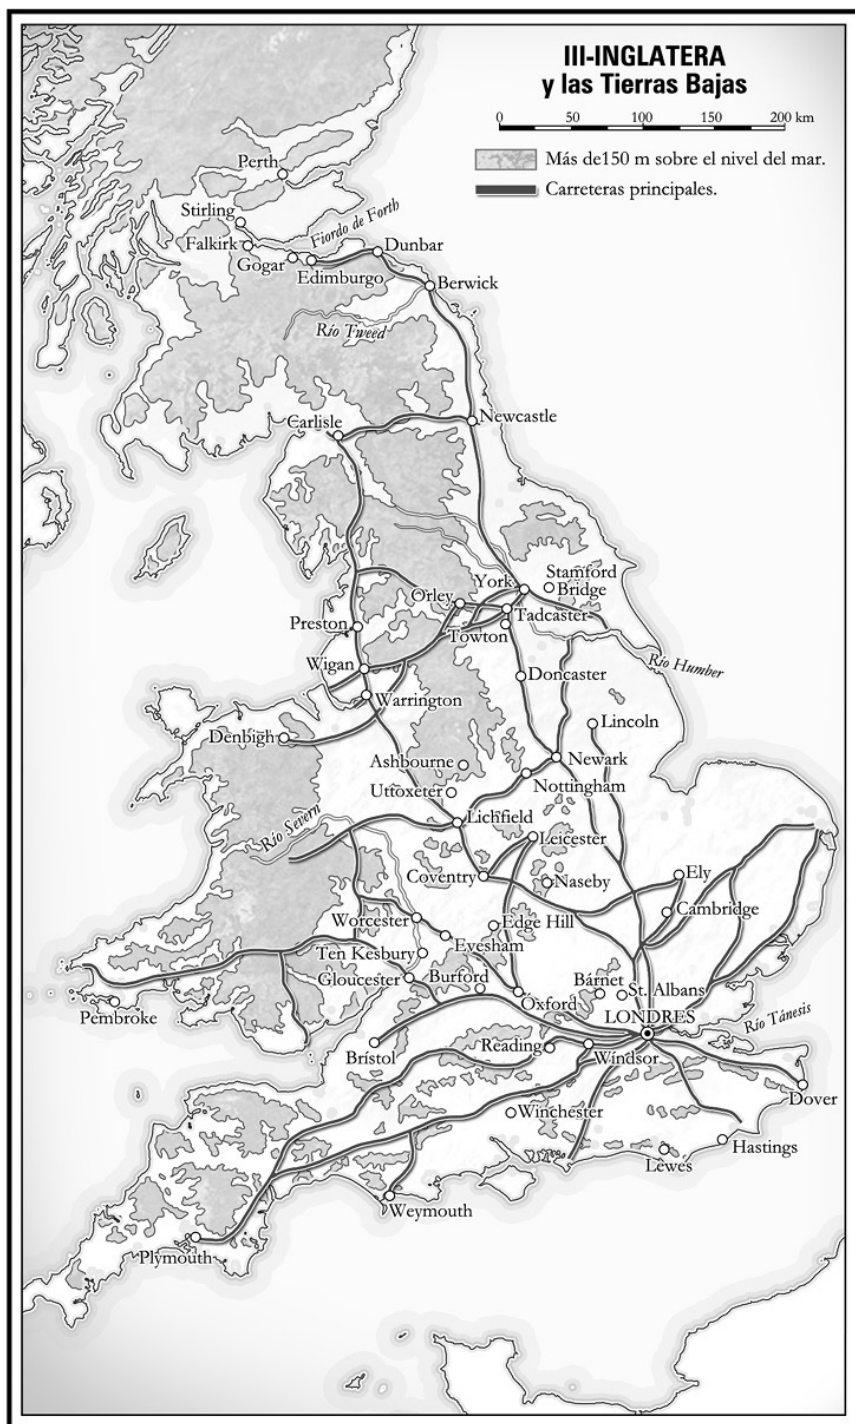 III-INGLATERA
y las Tierras Bajas
0 50 100 150 200 km
Más de150 m sobre el nivel del mar.
Carreteras principales.
Perth
Stirling
Fiordo de Forth
Falkirk
Gogar
Edimburgo
Dunbar
Berwick
Río Tweed
Carlisle
Newcastle
York
Stamford
Bridge
Orley
Tadcaster
Preston
Towton
Wigan
Río Humber
Doncaster
Warrington
Lincoln
Denbigh
Ashbourne
Newark
Uttoxeter
Nottingham
Río Severn
Lichfield
Leicester
Coventry
Naseby
Ely
Worcester
Edge Hill
Cambridge
Evesham
Ten Kesbury
Gloucester
Burford
Oxford
Bárnet
St. Albans
Pembroke
LONDRES
Río Tánesis
Brístol
Reading
Wíndsor
Dover
Winchester
Hastings
Lewes
Weymouth
Plymouth